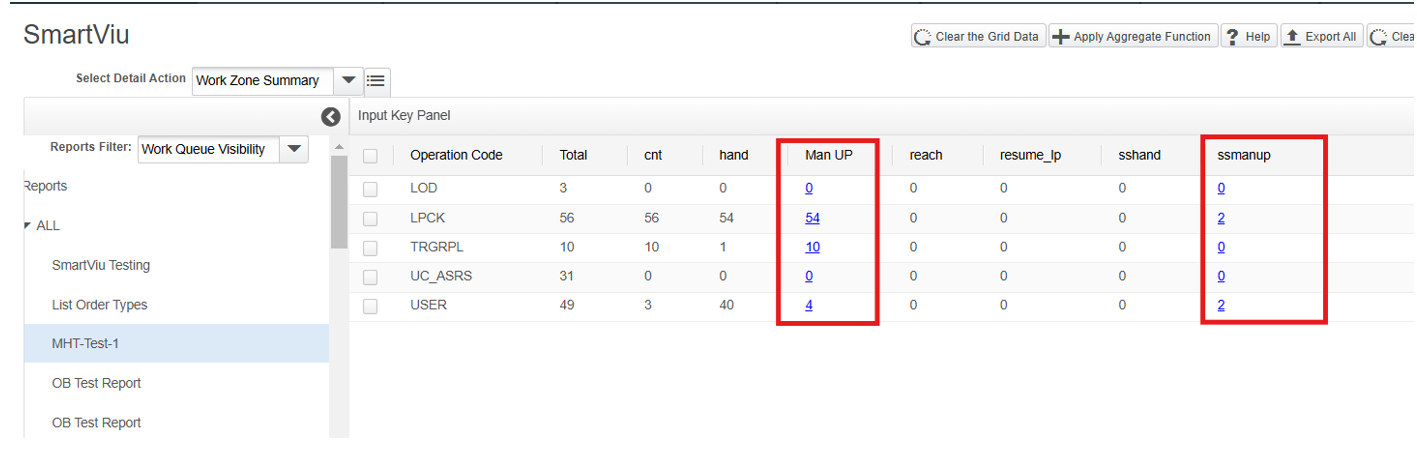 SmartViu
Clear the Grid Data Apply Aggregate Function ? Help Export All Clea
Select Detail Action Work Zone Summary
Input Key Panel
Reports Filter: Work Queue Visibility
Reports
ALL
SmartViu Testing
List Order Types
MHT-Test-1
OB Test Report
OB Test Report
Operation Code Total cnt hand Man UP reach resume_lp sshand ssmanup
LOD 3 0 0 0 0 0 0 0
LPCK 56 56 54 54 0 0 0 2
TRGRPL 10 10 1 10 0 0 0 0
UC_ASRS 31 0 0 0 0 0 0 0
USER 49 3 40 4 0 0 0 2